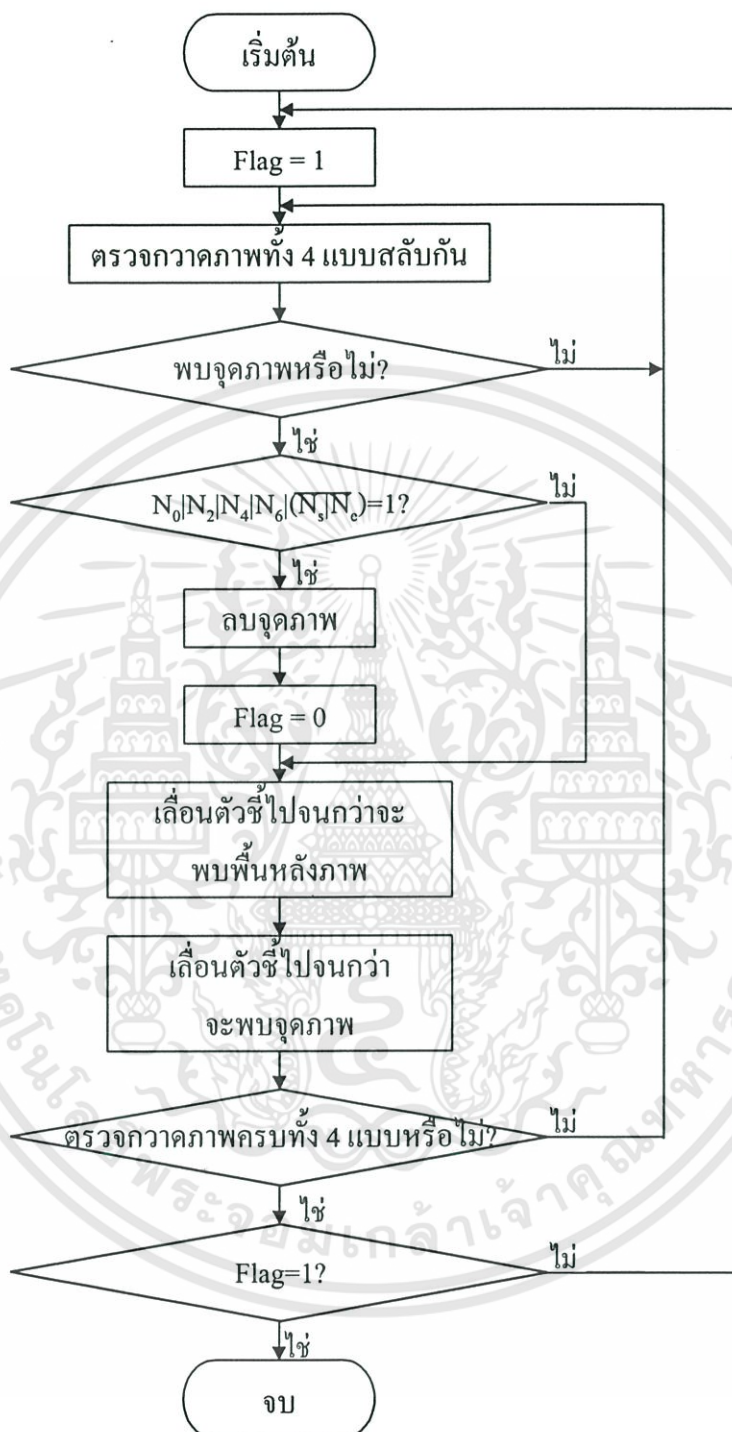 เริ่มต้น
Flag = 1
ตรวจกวาดภาพทั้ง 4 แบบสลับกัน
พบจุดภาพหรือไม่?
ไม่
ใช่
N₀|N₂|N₄|N₆|(N̅ₛ|N̅ₑ)=1?
ไม่
ใช่
ลบจุดภาพ
Flag = 0
เลื่อนตัวชี้ไปจนกว่าจะ
พบพื้นหลังภาพ
เลื่อนตัวชี้ไปจนกว่า
จะพบจุดภาพ
ตรวจกวาดภาพครบทั้ง 4 แบบหรือไม่?
ไม่
ใช่
Flag=1?
ไม่
ใช่
จบ